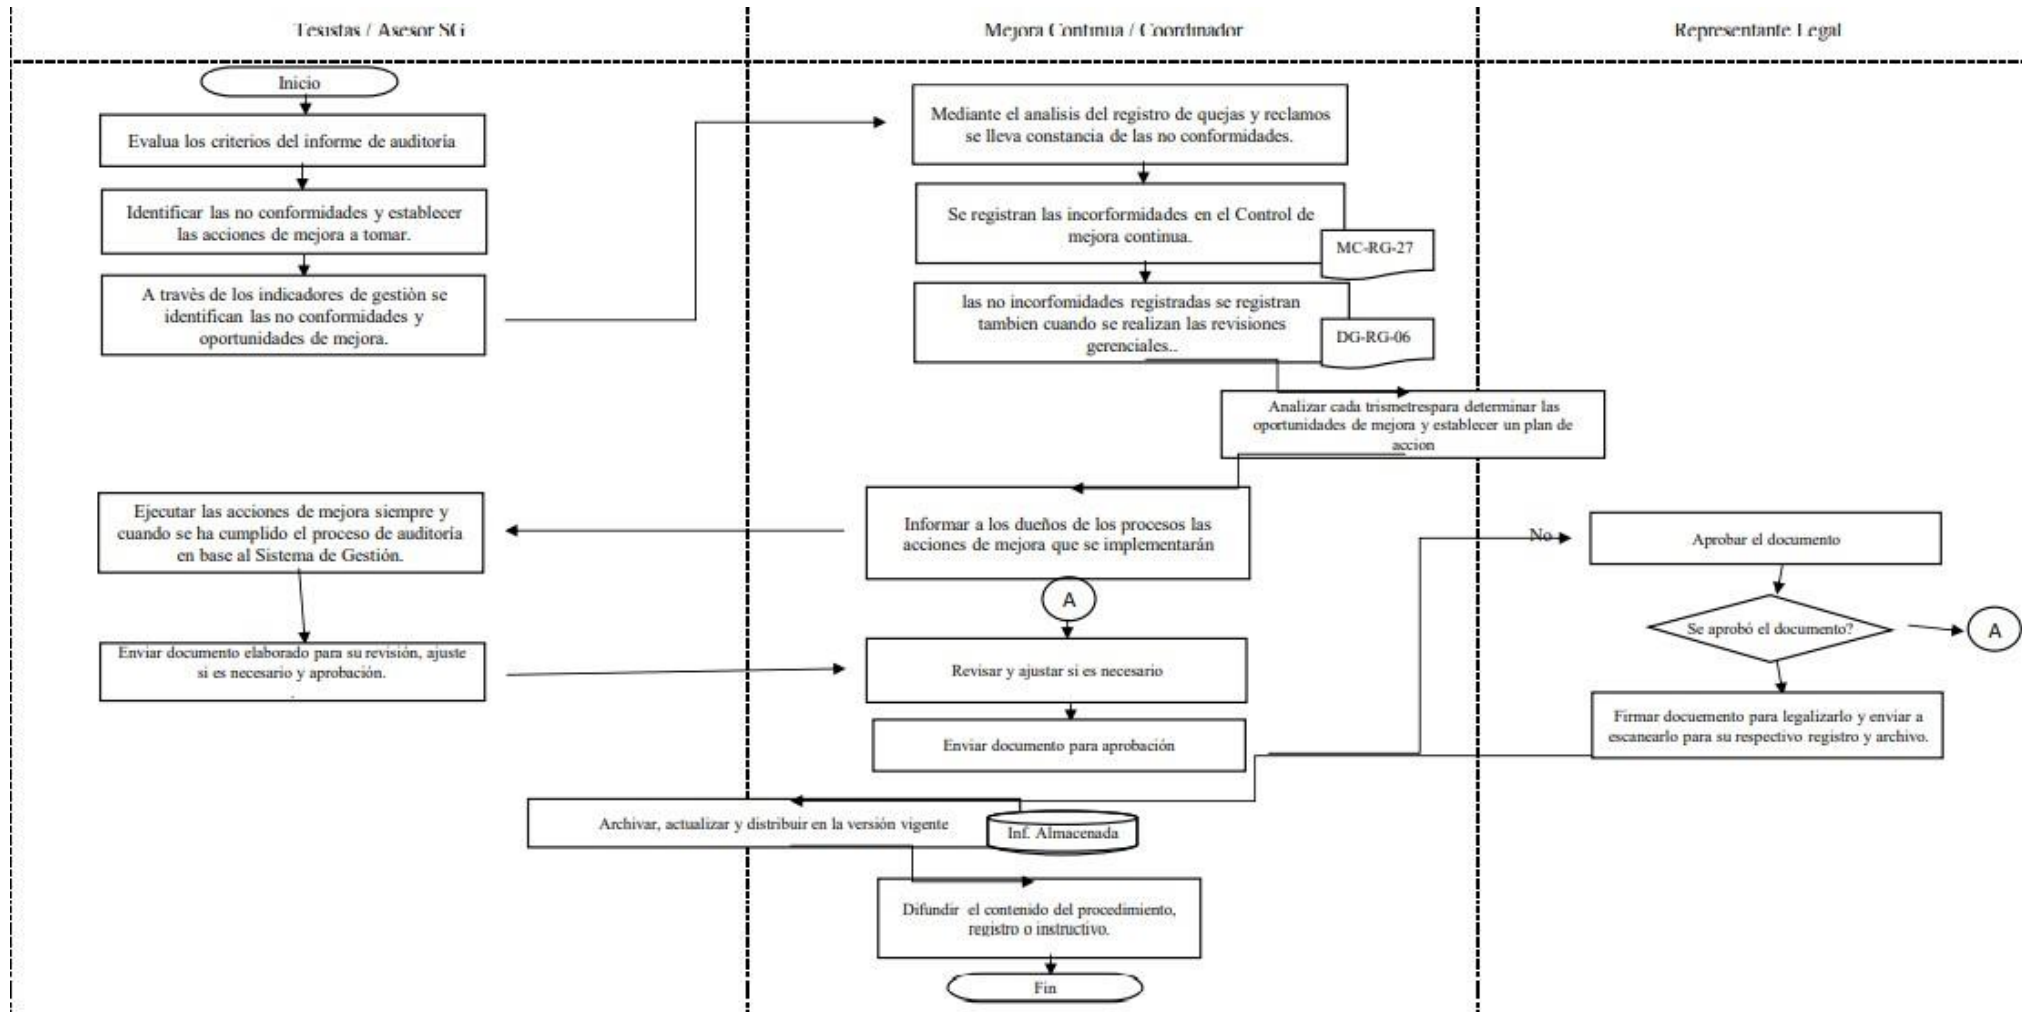 Tesistas / Asesor SG
Mejora Continua / Coordinador
Representante Legal
Inicio
Evalua los criterios del informe de auditoría
Identificar las no conformidades y establecer
las acciones de mejora a tomar.
A través de los indicadores de gestión se
identifican las no conformidades y
oportunidades de mejora.
Mediante el analisis del registro de quejas y reclamos
se lleva constancia de las no conformidades.
Se registran las incorformidades en el Control de
mejora continua.
MC-RG-27
las no incorfomidades registradas se registran
tambien cuando se realizan las revisiones
gerenciales..
DG-RG-06
Analizar cada trismetrespara determinar las
oportunidades de mejora y establecer un plan de
accion
Informar a los dueños de los procesos las
acciones de mejora que se implementarán
Ejecutar las acciones de mejora siempre y
cuando se ha cumplido el proceso de auditoría
en base al Sistema de Gestión.
Enviar documento elaborado para su revisión, ajuste
si es necesario y aprobación.
.
A
Revisar y ajustar si es necesario
Enviar documento para aprobación
No
Aprobar el documento
Se aprobó el documento?
A
Firmar docuemento para legalizarlo y enviar a
escanearlo para su respectivo registro y archivo.
Archivar, actualizar y distribuir en la versión vigente
Inf. Almacenada
Difundir el contenido del procedimiento,
registro o instructivo.
Fin